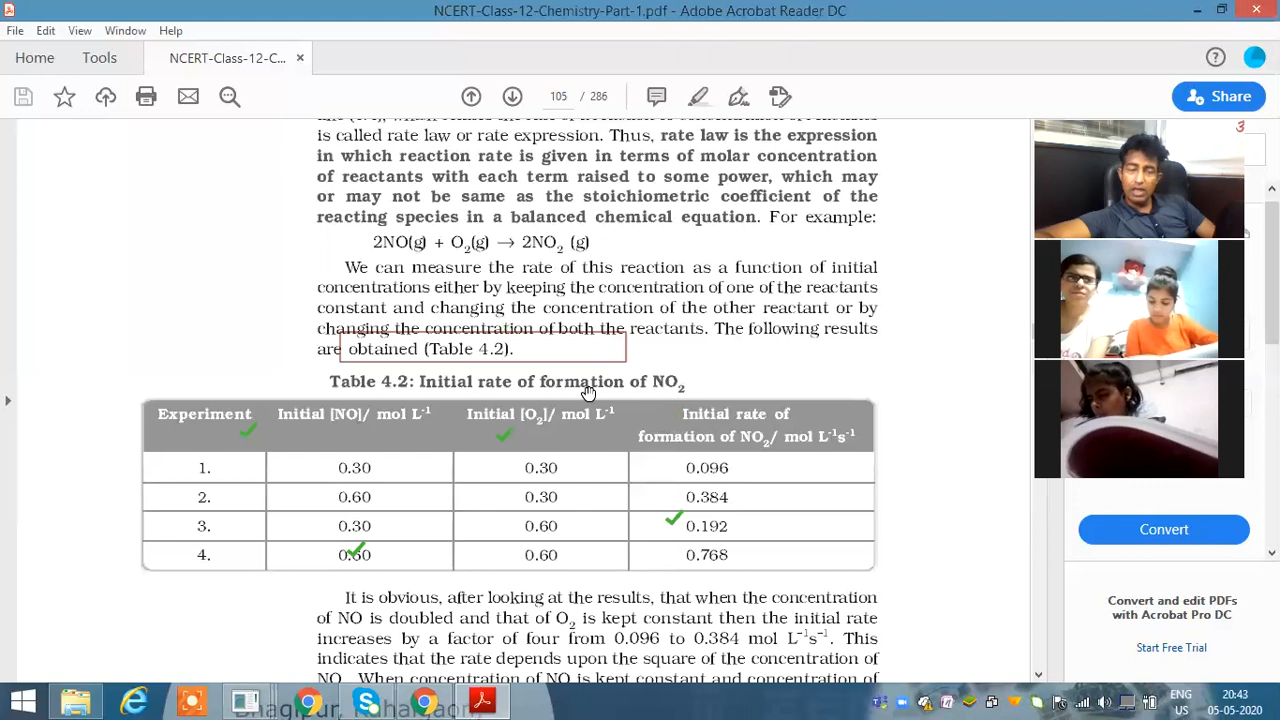 NCERT-Class-12-Chemistry-Part-1.pdf - Adobe Acrobat Reader DC
File Edit View Window Help
Home Tools NCERT-Class-12-C... ×
105 / 286
Share
is called rate law or rate expression. Thus, rate law is the expression
in which reaction rate is given in terms of molar concentration
of reactants with each term raised to some power, which may
or may not be same as the stoichiometric coefficient of the
reacting species in a balanced chemical equation. For example:
2NO(g) + O₂(g) → 2NO₂ (g)
We can measure the rate of this reaction as a function of initial
concentrations either by keeping the concentration of one of the reactants
constant and changing the concentration of the other reactant or by
changing the concentration of both the reactants. The following results
are obtained (Table 4.2).
Table 4.2: Initial rate of formation of NO₂
Experiment Initial [NO]/ mol L⁻¹ Initial [O₂]/ mol L⁻¹ Initial rate of
formation of NO₂/ mol L⁻¹s⁻¹
1. 0.30 0.30 0.096
2. 0.60 0.30 0.384
3. 0.30 0.60 0.192
4. 0.60 0.60 0.768
It is obvious, after looking at the results, that when the concentration
of NO is doubled and that of O₂ is kept constant then the initial rate
increases by a factor of four from 0.096 to 0.384 mol L⁻¹s⁻¹. This
indicates that the rate depends upon the square of the concentration of
NO. When concentration of NO is kept constant and concentration of
3
Convert
Convert and edit PDFs
with Acrobat Pro DC
Start Free Trial
ENG 20:43
US 05-05-2020